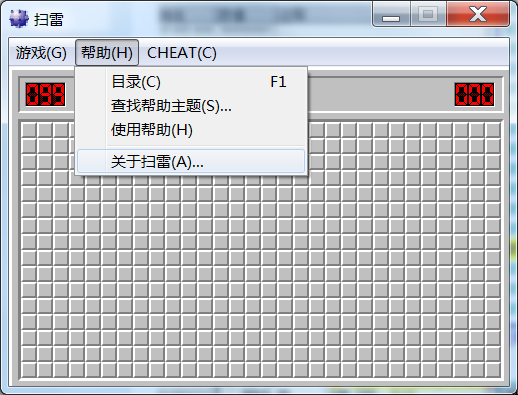 扫雷
游戏(G) 帮助(H) CHEAT(C)
目录(C) F1
查找帮助主题(S)...
使用帮助(H)
关于扫雷(A)...